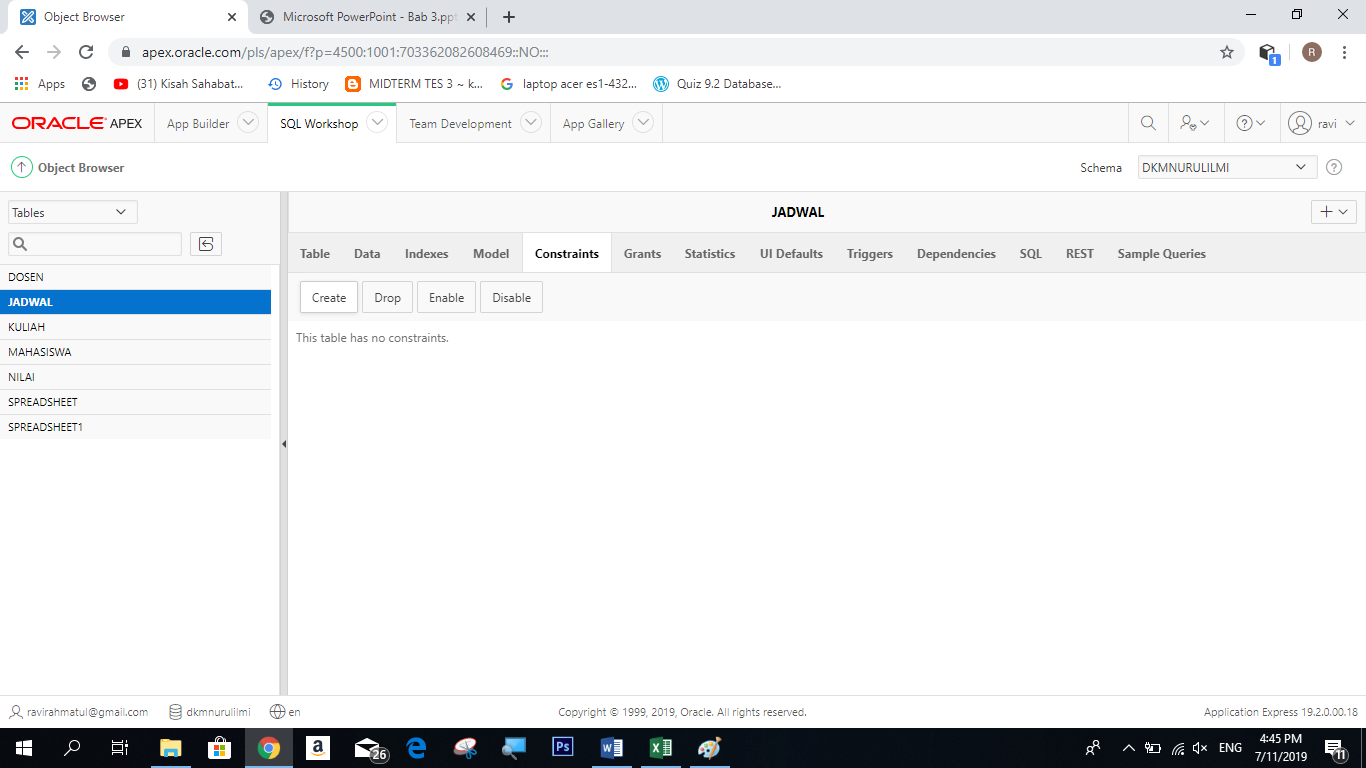 Object Browser
Microsoft PowerPoint - Bab 3.ppt
apex.oracle.com/pls/apex/f?p=4500:1001:703362082608469::NO:::
R
1
Apps
(31) Kisah Sahabat...
History
MIDTERM TES 3 ~ k...
laptop acer es1-432...
Quiz 9.2 Database...
ORACLE APEX
App Builder
SQL Workshop
Team Development
App Gallery
ravi
Object Browser
Schema
DKMNURULILMI
Tables
JADWAL
Table
Data
Indexes
Model
Constraints
Grants
Statistics
UI Defaults
Triggers
Dependencies
SQL
REST
Sample Queries
DOSEN
JADWAL
KULIAH
MAHASISWA
NILAI
SPREADSHEET
SPREADSHEET1
Create
Drop
Enable
Disable
This table has no constraints.
ravirahmatul@gmail.com
dkmnurulilmi
en
Copyright © 1999, 2019, Oracle. All rights reserved.
Application Express 19.2.0.00.18
26
Ps
ENG
4:45 PM
7/11/2019
11